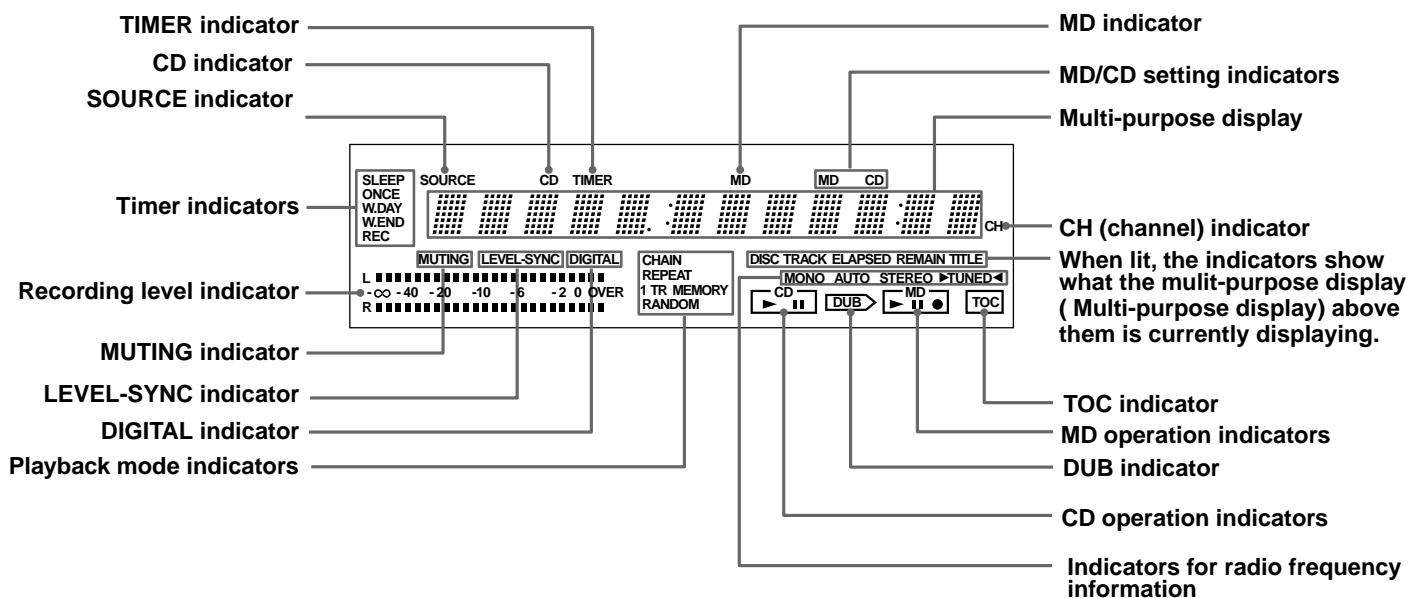 TIMER indicator
CD indicator
SOURCE indicator
Timer indicators
Recording level indicator
MUTING indicator
LEVEL-SYNC indicator
DIGITAL indicator
Playback mode indicators
SLEEP
ONCE
W.DAY
W.END
REC
SOURCE CD TIMER MD MD CD
CH
MUTING LEVEL-SYNC DIGITAL
L
-∞ -40 -20 -10 -6 -2 0 OVER
R
CHAIN
REPEAT
1 TR MEMORY
RANDOM
DISC TRACK ELAPSED REMAIN TITLE
MONO AUTO STEREO ►TUNED◄
CD ► II
DUB
MD ► II ●
TOC
MD indicator
MD/CD setting indicators
Multi-purpose display
CH (channel) indicator
When lit, the indicators show
what the mulit-purpose display
( Multi-purpose display) above
them is currently displaying.
TOC indicator
MD operation indicators
DUB indicator
CD operation indicators
Indicators for radio frequency
information